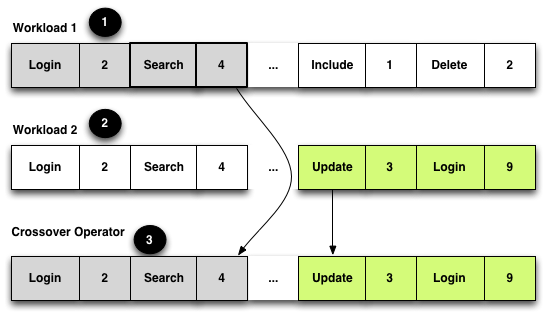 Workload 1 1
Login 2 Search 4 ... Include 1 Delete 2
Workload 2 2
Login 2 Search 4 ... Update 3 Login 9
Crossover Operator 3
Login 2 Search 4 ... Update 3 Login 9